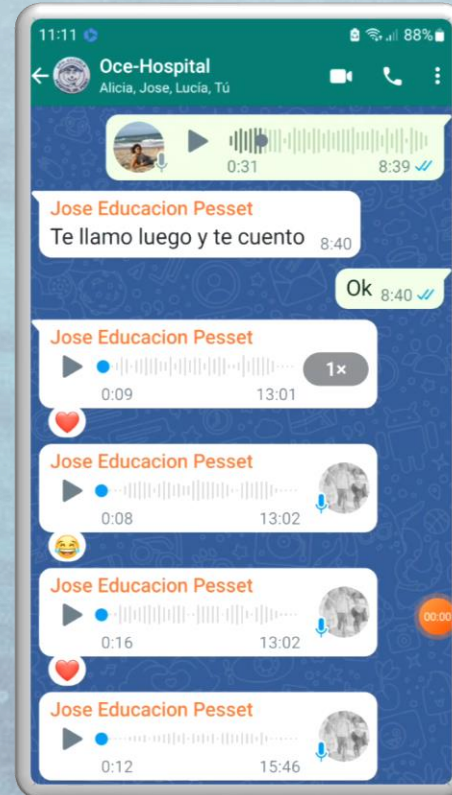 11:11 88%
Oce-Hospital
Alicia, Jose, Lucía, Tú
0:31 8:39
Jose Educacion Pesset
Te llamo luego y te cuento 8:40
Ok 8:40
Jose Educacion Pesset
1×
0:09 13:01
Jose Educacion Pesset
0:08 13:02
Jose Educacion Pesset
0:16 13:02
00:00
Jose Educacion Pesset
0:12 15:46